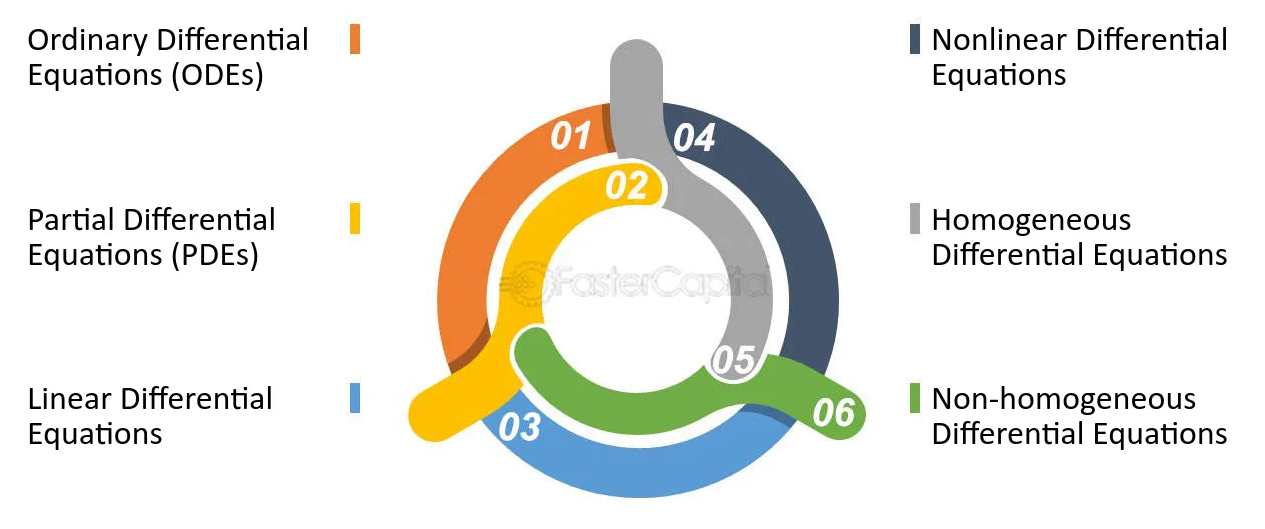 Ordinary Differential
Equations (ODEs)
Partial Differential
Equations (PDEs)
Linear Differential
Equations
01
04
02
FasterCapital
05
03
06
Nonlinear Differential
Equations
Homogeneous
Differential Equations
Non-homogeneous
Differential Equations